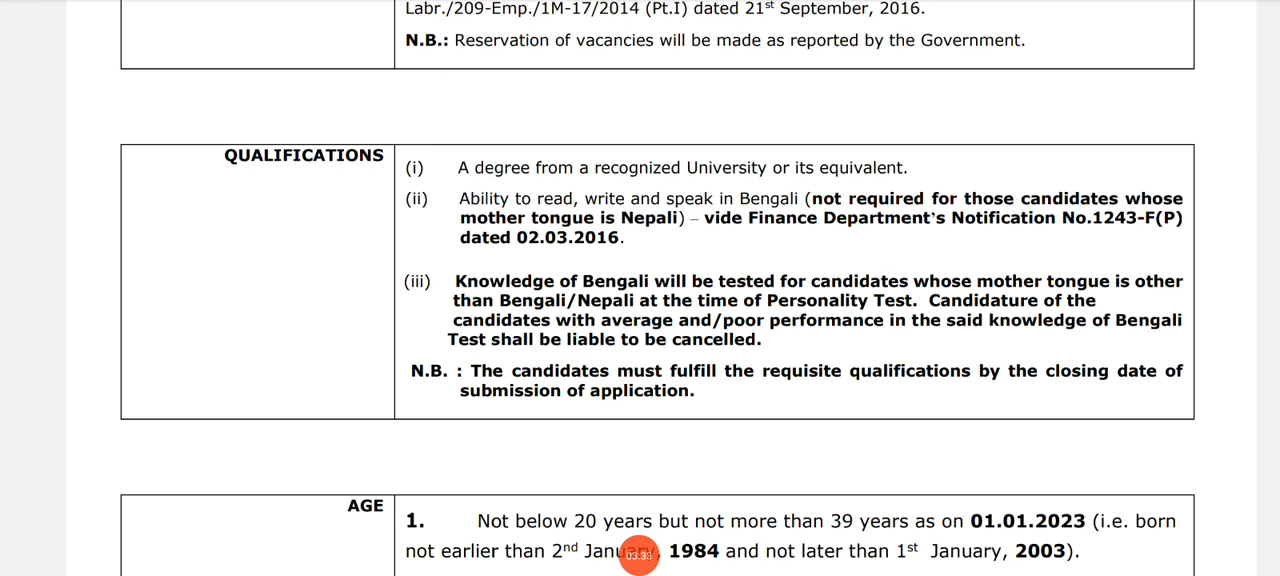 Labr./209-Emp./1M-17/2014 (Pt.I) dated 21st September, 2016.
N.B.: Reservation of vacancies will be made as reported by the Government.
QUALIFICATIONS
(i) A degree from a recognized University or its equivalent.
(ii) Ability to read, write and speak in Bengali (not required for those candidates whose
mother tongue is Nepali) – vide Finance Department's Notification No.1243-F(P)
dated 02.03.2016.
(iii) Knowledge of Bengali will be tested for candidates whose mother tongue is other
than Bengali/Nepali at the time of Personality Test. Candidature of the
candidates with average and/poor performance in the said knowledge of Bengali
Test shall be liable to be cancelled.
N.B. : The candidates must fulfill the requisite qualifications by the closing date of
submission of application.
AGE
1. Not below 20 years but not more than 39 years as on 01.01.2023 (i.e. born
not earlier than 2nd January, 1984 and not later than 1st January, 2003).
03:33